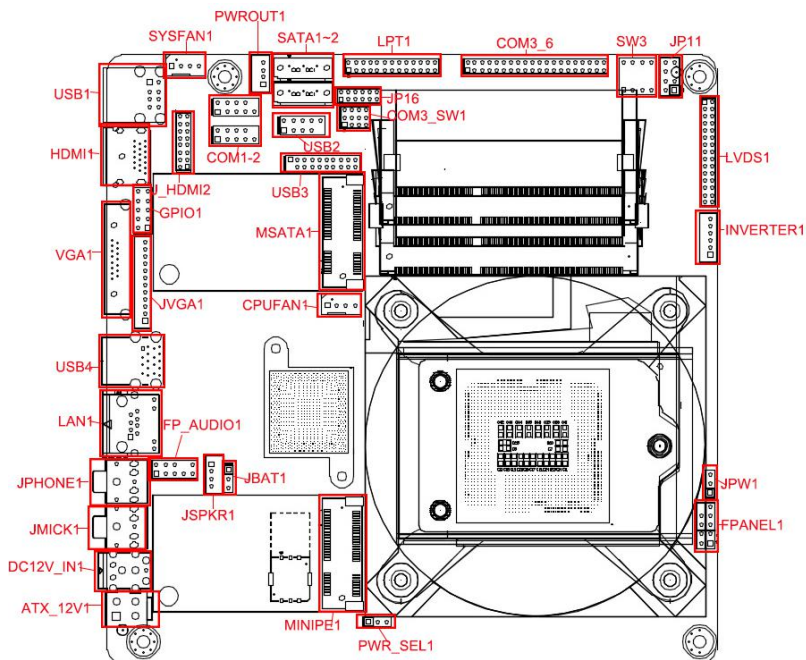 PWROUT1
SYSFAN1
SATA1~2
LPT1
COM3_6
SW3
JP11
USB1
JP16
COM3_SW1
HDMI1
COM1-2
USB2
LVDS1
J_HDMI2
USB3
GPIO1
MSATA1
INVERTER1
VGA1
JVGA1
CPUFAN1
USB4
LAN1
FP_AUDIO1
JPHONE1
JBAT1
JPW1
JSPKR1
JMICK1
FPANEL1
DC12V_IN1
ATX_12V1
MINIPE1
PWR_SEL1